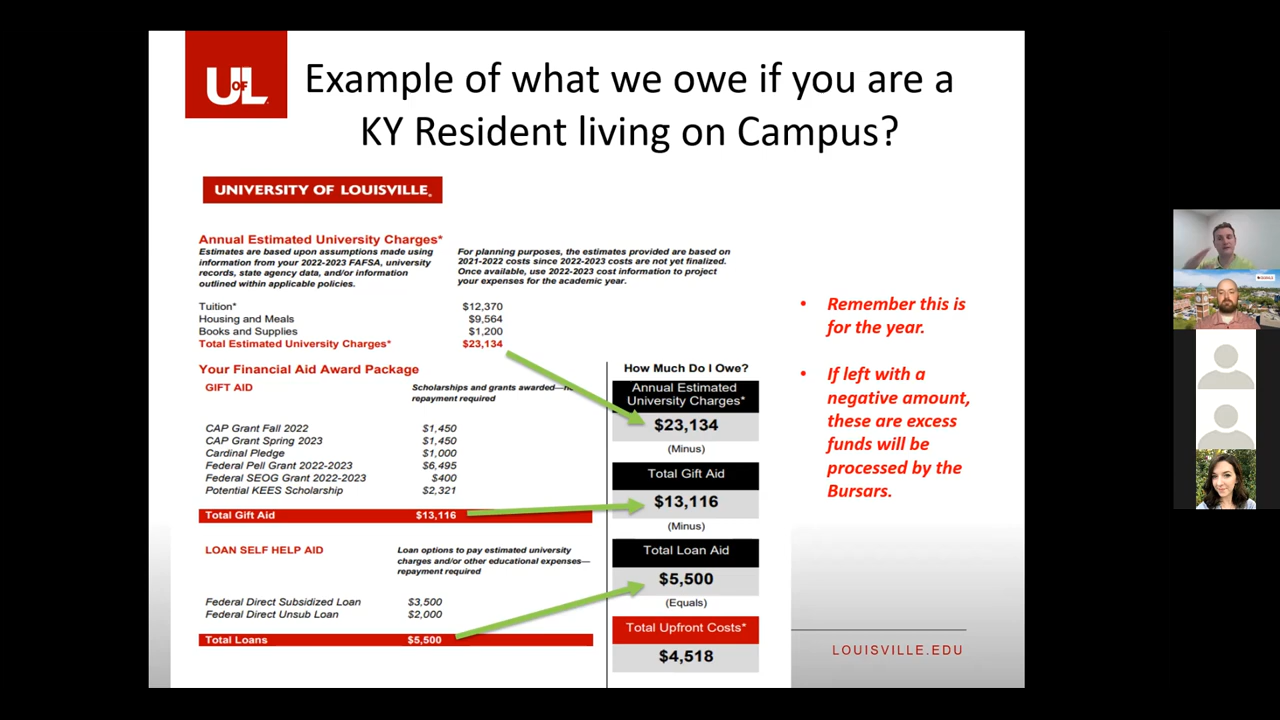 U OF L
Example of what we owe if you are a
KY Resident living on Campus?
UNIVERSITY OF LOUISVILLE.
Annual Estimated University Charges*
Estimates are based upon assumptions made using
information from your 2022-2023 FAFSA, university
records, state agency data, and/or information
outlined within applicable policies.
For planning purposes, the estimates provided are based on
2021-2022 costs since 2022-2023 costs are not yet finalized.
Once available, use 2022-2023 cost information to project
your expenses for the academic year.
Tuition* $12,370
Housing and Meals $9,564
Books and Supplies $1,200
Total Estimated University Charges* $23,134
Your Financial Aid Award Package
GIFT AID
Scholarships and grants awarded—
repayment required
CAP Grant Fall 2022 $1,450
CAP Grant Spring 2023 $1,450
Cardinal Pledge $1,000
Federal Pell Grant 2022-2023 $6,495
Federal SEOG Grant 2022-2023 $400
Potential KEES Scholarship $2,321
Total Gift Aid $13,116
LOAN SELF HELP AID
Loan options to pay estimated university
charges and/or other educational expenses—
repayment required
Federal Direct Subsidized Loan $3,500
Federal Direct Unsub Loan $2,000
Total Loans $5,500
How Much Do I Owe?
Annual Estimated
University Charges*
$23,134
(Minus)
Total Gift Aid
$13,116
(Minus)
Total Loan Aid
$5,500
(Equals)
Total Upfront Costs*
$4,518
• Remember this is
for the year.
• If left with a
negative amount,
these are excess
funds will be
processed by the
Bursars.
LOUISVILLE.EDU